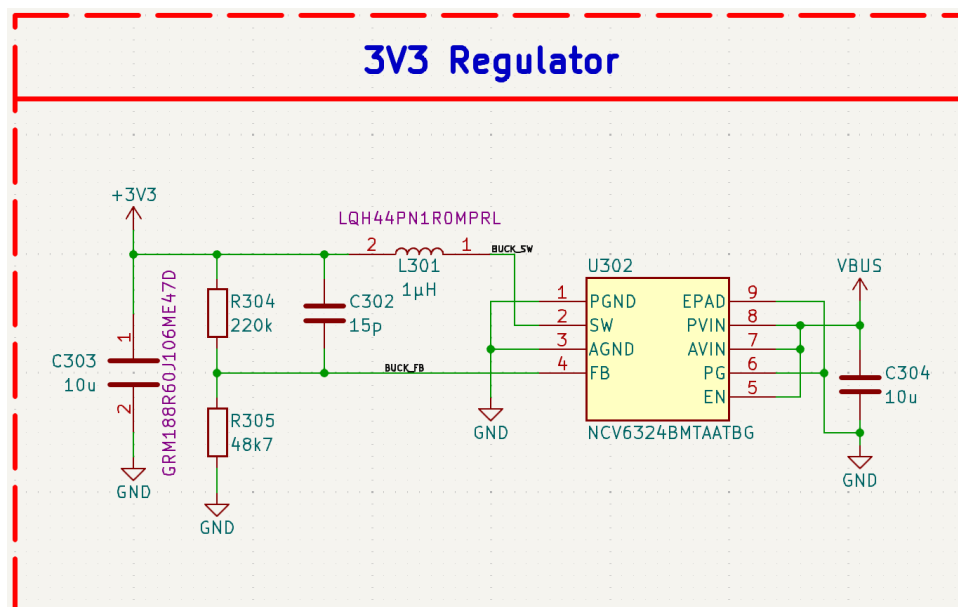 3V3 Regulator
+3V3
LQH44PN1R0MPRL
2
1
BUCK_SW
L301
1µH
U302
VBUS
R304
220k
C302
15p
1
PGND
EPAD
9
2
SW
PVIN
8
3
AGND
AVIN
7
4
FB
PG
6
EN
5
1
C303
10u
2
GRM188R60J106ME47D
BUCK_FB
C304
10u
R305
48k7
GND
NCV6324BMTAATBG
GND
GND
GND